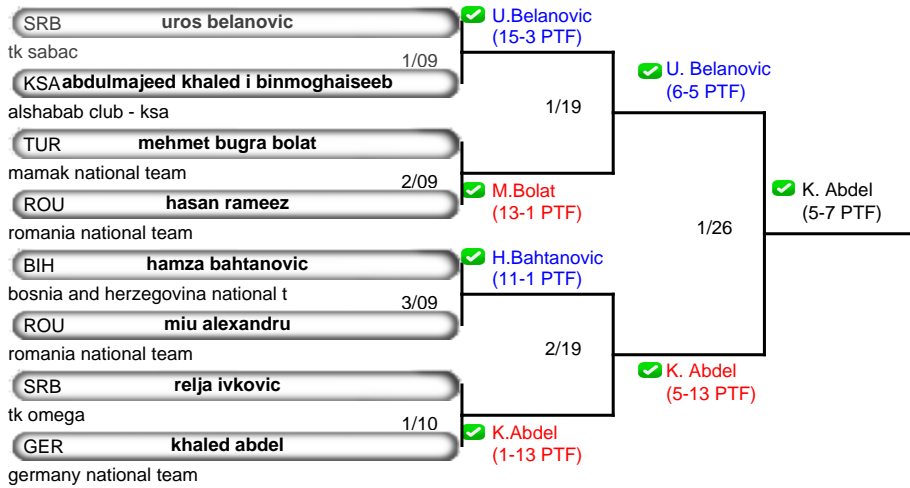 SRB uros belanovic
tk sabac
1/09
KSA abdulmajeed khaled i binmoghaiseeb
alshabab club - ksa
TUR mehmet bugra bolat
mamak national team
2/09
ROU hasan rameez
romania national team
BIH hamza bahtanovic
bosnia and herzegovina national t
3/09
ROU miu alexandru
romania national team
SRB relja ivkovic
tk omega
1/10
GER khaled abdel
germany national team
U.Belanovic
(15-3 PTF)
1/19
M.Bolat
(13-1 PTF)
H.Bahtanovic
(11-1 PTF)
2/19
K.Abdel
(1-13 PTF)
U. Belanovic
(6-5 PTF)
1/26
K. Abdel
(5-13 PTF)
K. Abdel
(5-7 PTF)